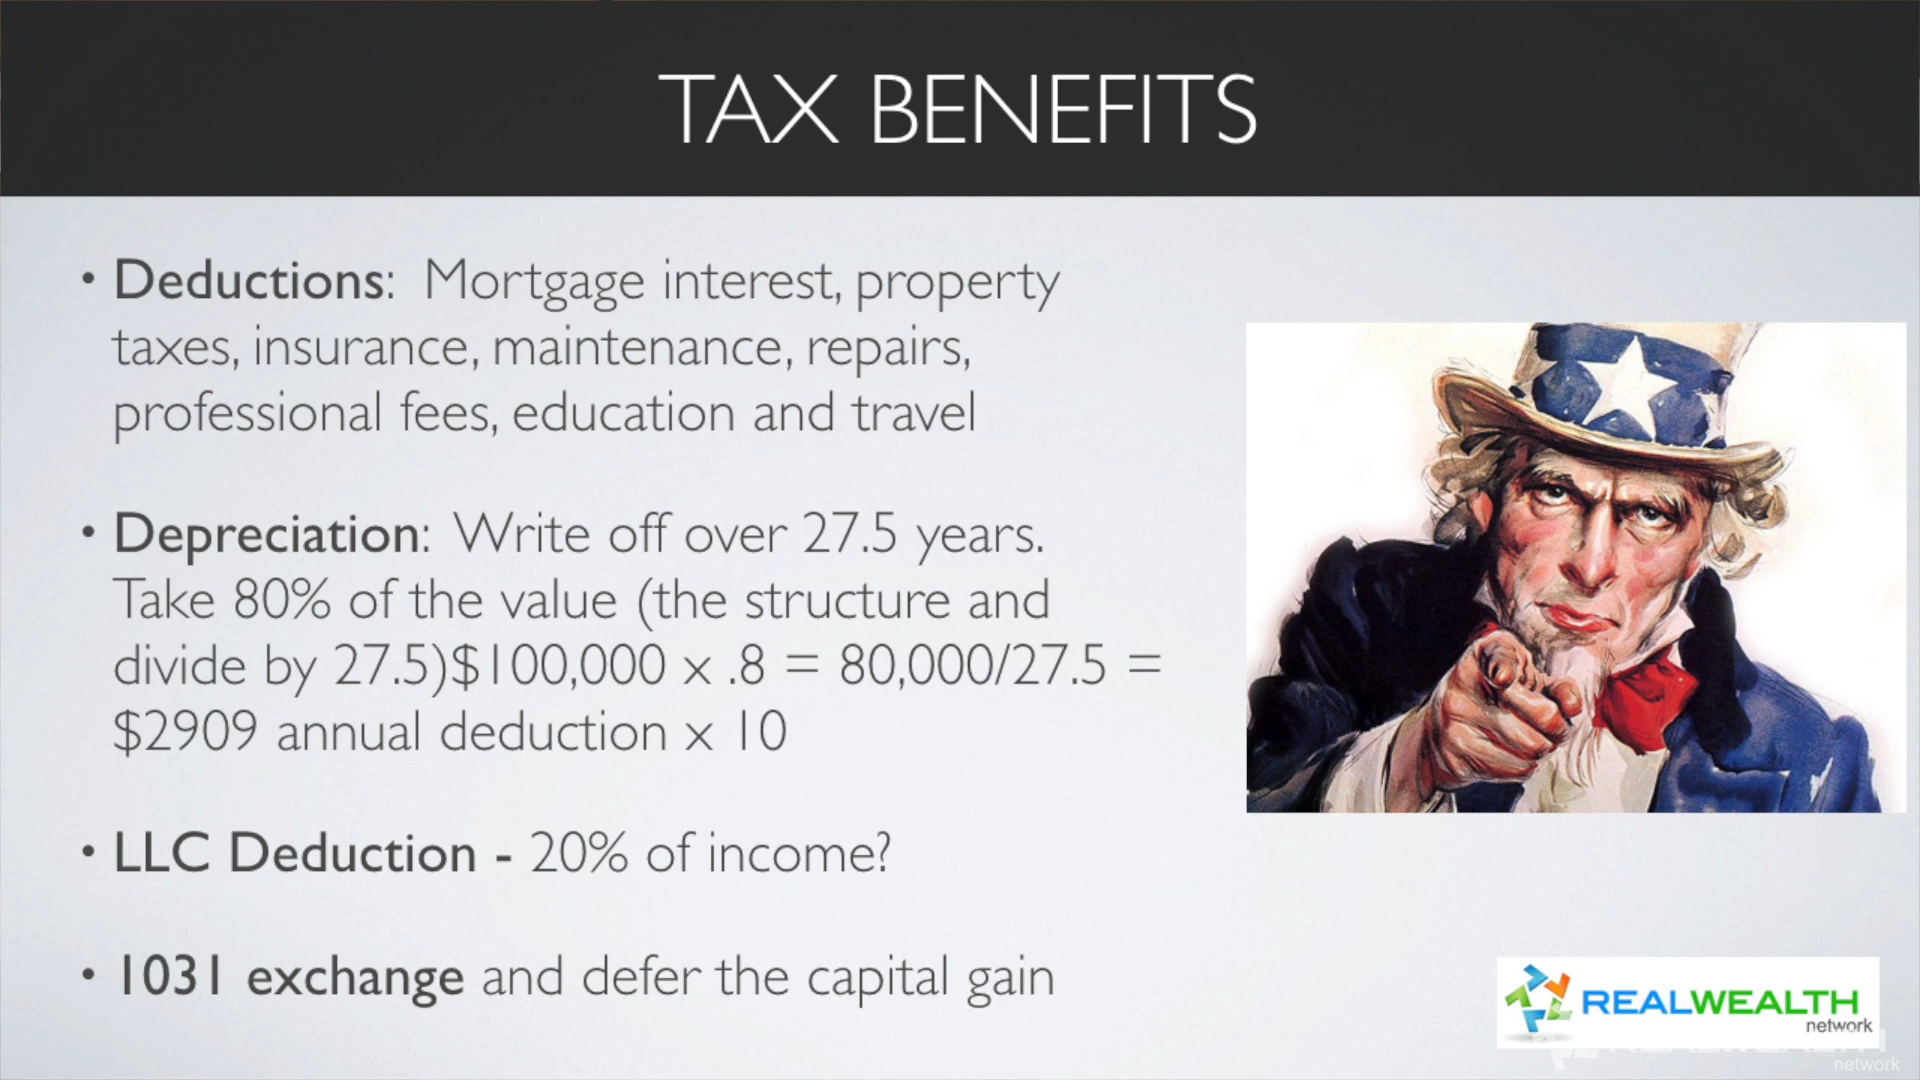 TAX BENEFITS
• Deductions: Mortgage interest, property
taxes, insurance, maintenance, repairs,
professional fees, education and travel
• Depreciation: Write off over 27.5 years.
Take 80% of the value (the structure and
divide by 27.5)$100,000 x .8 = 80,000/27.5 =
$2909 annual deduction x 10
• LLC Deduction - 20% of income?
• 1031 exchange and defer the capital gain
REALWEALTH
network
REALWEALTH
network